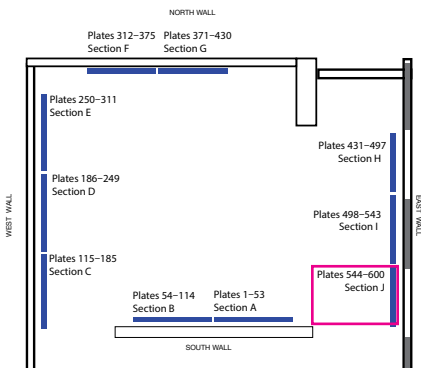 NORTH WALL
Plates 312–375
Section F
Plates 371–430
Section G
Plates 250–311
Section E
Plates 431–497
Section H
Plates 186–249
Section D
WEST WALL
Plates 498–543
Section I
EAST WALL
Plates 115–185
Section C
Plates 544–600
Section J
Plates 54–114
Section B
Plates 1–53
Section A
SOUTH WALL